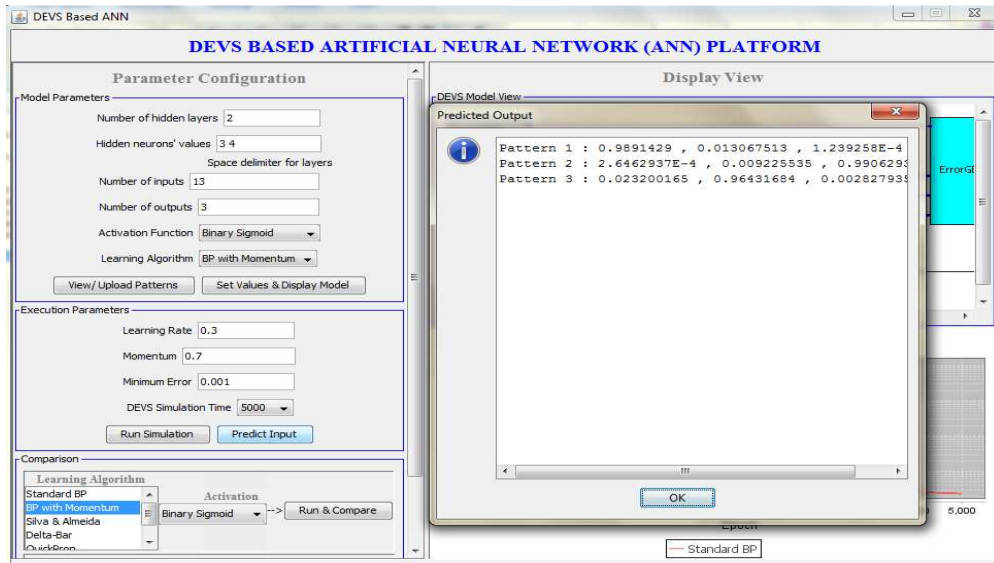 DEVS Based ANN
DEVS BASED ARTIFICIAL NEURAL NETWORK (ANN) PLATFORM
Parameter Configuration
Model Parameters
Number of hidden layers 2
Hidden neurons' values 3 4
Space delimiter for layers
Number of inputs 13
Number of outputs 3
Activation Function Binary Sigmoid
Learning Algorithm BP with Momentum
View/Upload Patterns Set Values & Display Model
Execution Parameters
Learning Rate 0.3
Momentum 0.7
Minimum Error 0.001
DEVS Simulation Time 5000
Run Simulation Predict Input
Comparison
Learning Algorithm
Standard BP
BP with Momentum
Silva & Almeida
Delta-Bar
QuickProp
Activation
Binary Sigmoid --> Run & Compare
Display View
DEVS Model View
Predicted Output
Pattern 1 : 0.9891429 , 0.013067513 , 1.239258E-4
Pattern 2 : 2.6462937E-4 , 0.009225535 , 0.9906293
Pattern 3 : 0.023200165 , 0.96431684 , 0.002827935
OK
ErrorGE
5,000
Epoch
Standard BP